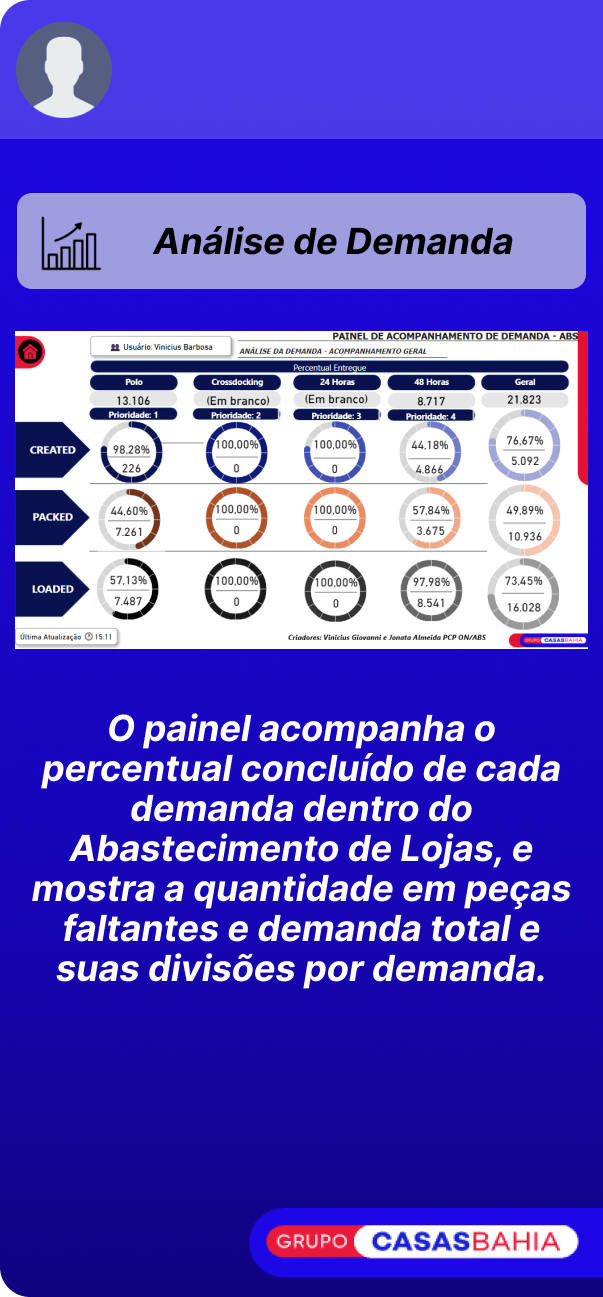 Análise de Demanda
PAINEL DE ACOMPANHAMENTO DE DEMANDA - ABS
Usuário: Vinicius Barbosa
ANÁLISE DA DEMANDA - ACOMPANHAMENTO GERAL
Percentual Entregue
Polo Crossdocking 24 Horas 48 Horas Geral
13.106 (Em branco) (Em branco) 8.717 21.823
Prioridade: 1 Prioridade: 2 Prioridade: 3 Prioridade: 4
CREATED
98,28% 100,00% 100,00% 44,18% 76,67%
226 0 0 4.866 5.092
PACKED
44,60% 100,00% 100,00% 57,84% 49,89%
7.261 0 0 3.675 10.936
LOADED
57,13% 100,00% 100,00% 97,98% 73,45%
7.487 0 0 8.541 16.028
Última Atualização 15:11
Criadores: Vinicius Giovanni e Jonata Almeida PCP ON/ABS
GRUPO CASASBAHIA
O painel acompanha o
percentual concluído de cada
demanda dentro do
Abastecimento de Lojas, e
mostra a quantidade em peças
faltantes e demanda total e
suas divisões por demanda.
GRUPO CASASBAHIA